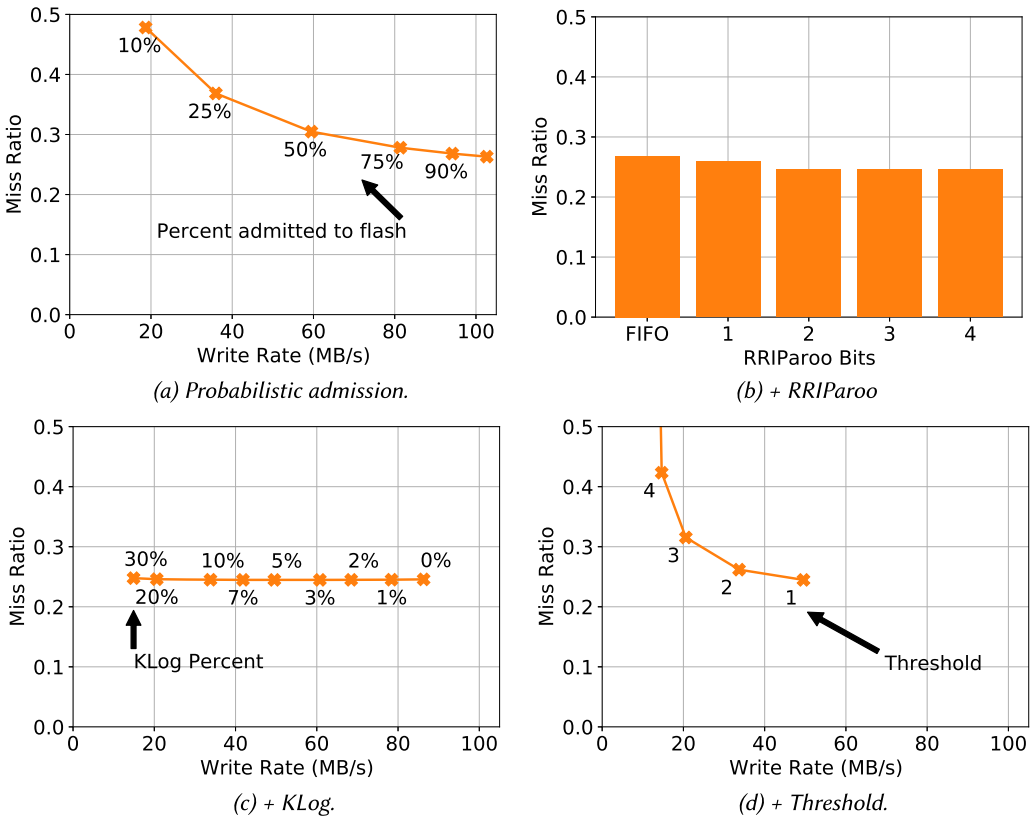 0.5
0.4
0.3
0.2
0.1
0.0
Miss Ratio
10%
25%
50%
75%
90%
Percent admitted to flash
0 20 40 60 80 100
Write Rate (MB/s)
(a) Probabilistic admission.
0.5
0.4
0.3
0.2
0.1
0.0
Miss Ratio
FIFO 1 2 3 4
RRIParoo Bits
(b) + RRIParoo
0.5
0.4
0.3
0.2
0.1
0.0
Miss Ratio
30% 10% 5% 2% 0%
20% 7% 3% 1%
KLog Percent
0 20 40 60 80 100
Write Rate (MB/s)
(c) + KLog.
0.5
0.4
0.3
0.2
0.1
0.0
Miss Ratio
4
3
2
1
Threshold
0 20 40 60 80 100
Write Rate (MB/s)
(d) + Threshold.